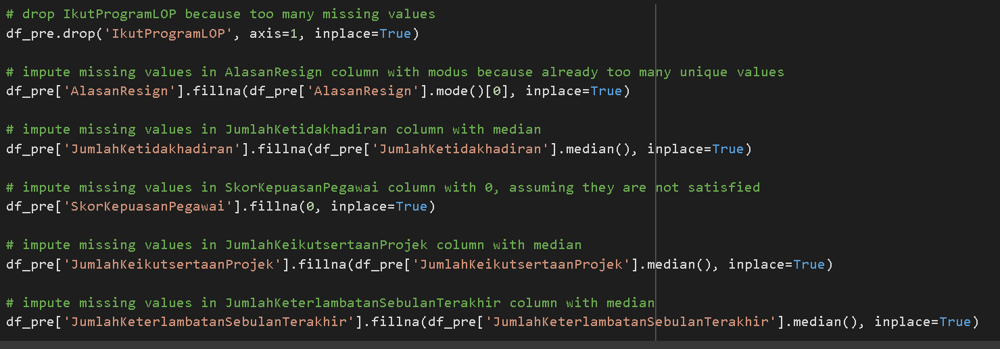 # drop IkutProgramLOP because too many missing values
df_pre.drop('IkutProgramLOP', axis=1, inplace=True)
# impute missing values in AlasanResign column with modus because already too many unique values
df_pre['AlasanResign'].fillna(df_pre['AlasanResign'].mode()[0], inplace=True)
# impute missing values in JumlahKetidakhadiran column with median
df_pre['JumlahKetidakhadiran'].fillna(df_pre['JumlahKetidakhadiran'].median(), inplace=True)
# impute missing values in SkorKepuasanPegawai column with 0, assuming they are not satisfied
df_pre['SkorKepuasanPegawai'].fillna(0, inplace=True)
# impute missing values in JumlahKeikutsertaanProjek column with median
df_pre['JumlahKeikutsertaanProjek'].fillna(df_pre['JumlahKeikutsertaanProjek'].median(), inplace=True)
# impute missing values in JumlahKeterlambatanSebulanTerakhir column with median
df_pre['JumlahKeterlambatanSebulanTerakhir'].fillna(df_pre['JumlahKeterlambatanSebulanTerakhir'].median(), inplace=True)